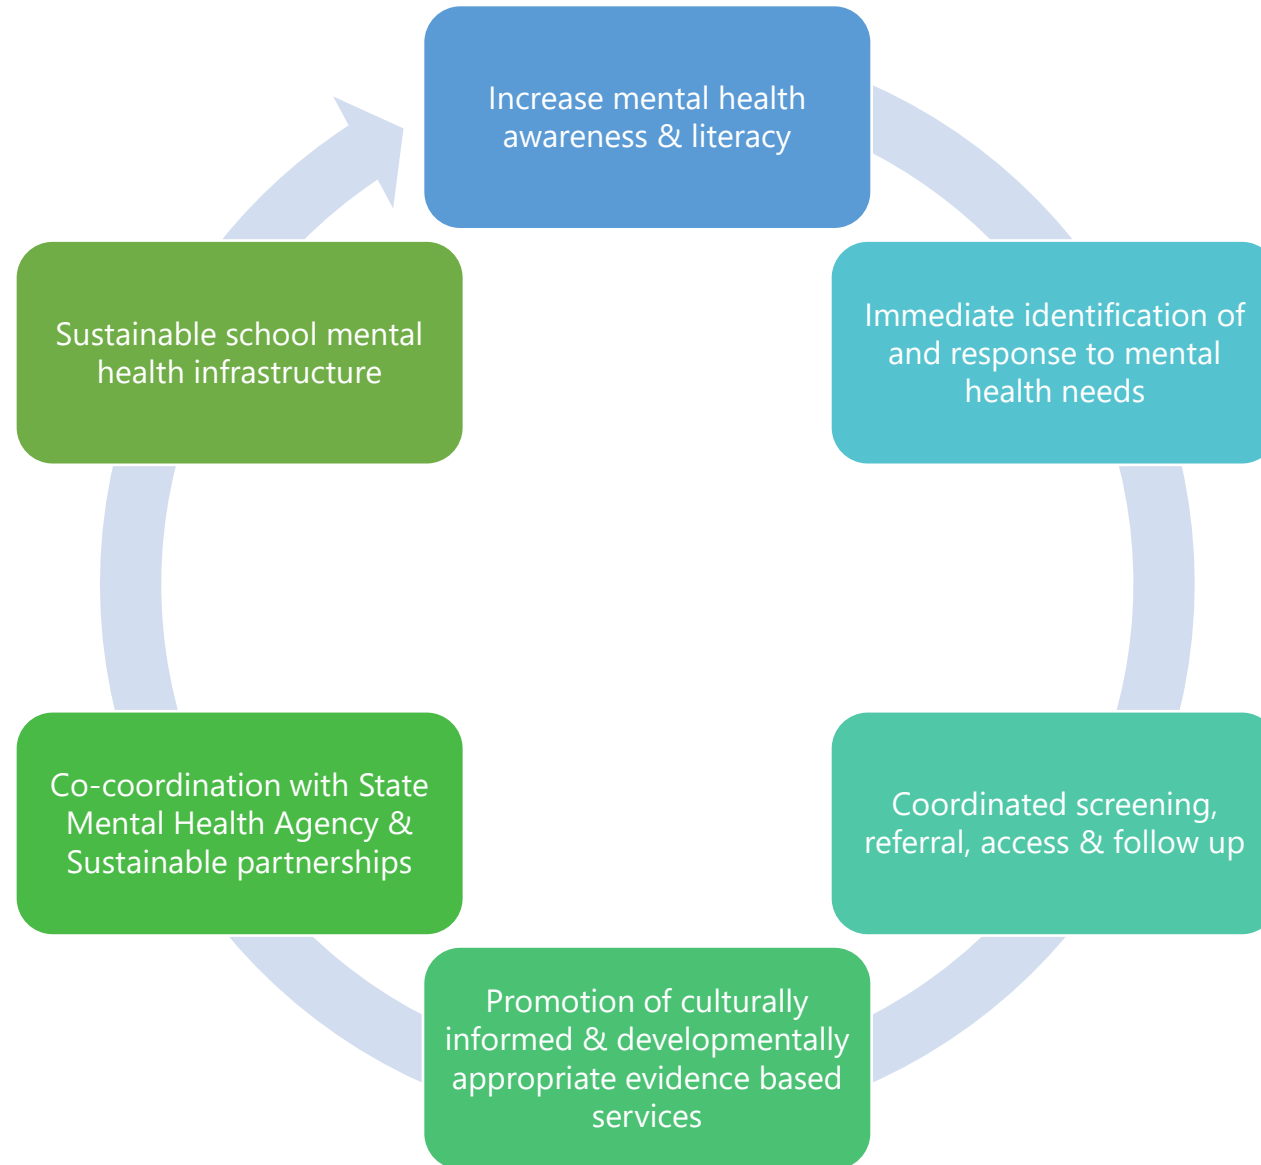 Increase mental health
awareness & literacy
Immediate identification of
and response to mental
health needs
Coordinated screening,
referral, access & follow up
Promotion of culturally
informed & developmentally
appropriate evidence based
services
Co-coordination with State
Mental Health Agency &
Sustainable partnerships
Sustainable school mental
health infrastructure